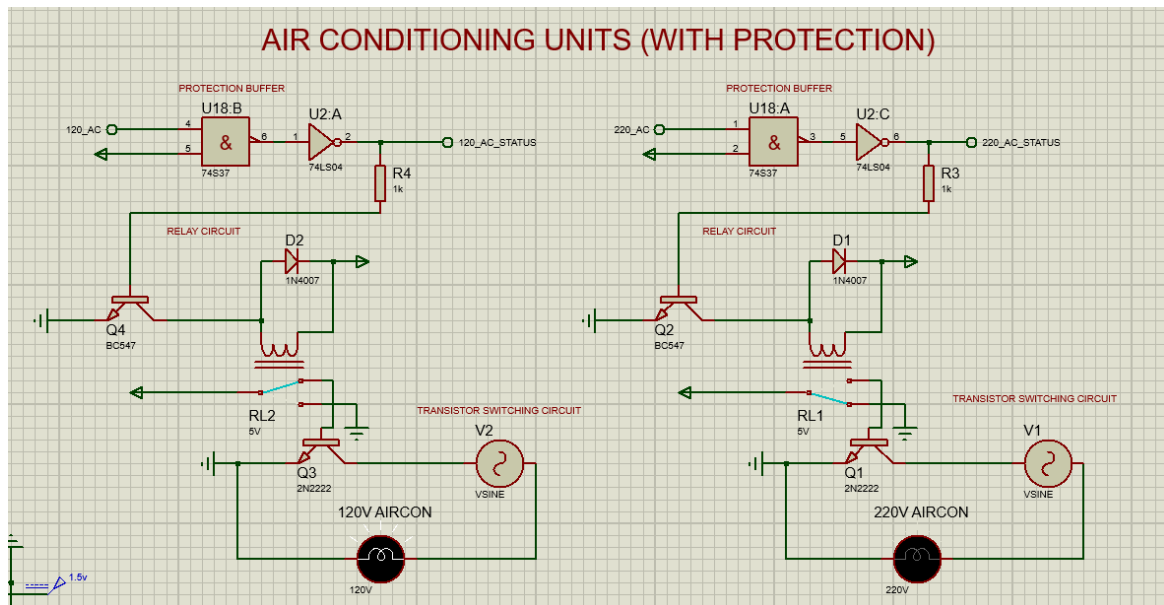 AIR CONDITIONING UNITS (WITH PROTECTION)
PROTECTION BUFFER
U18:B
U2:A
120_AC
4
5
&
6
1
2
120_AC_STATUS
74S37
74LS04
R4
1k
RELAY CIRCUIT
D2
1N4007
Q4
BC547
RL2
5V
TRANSISTOR SWITCHING CIRCUIT
V2
VSINE
Q3
2N2222
120V AIRCON
120V
1.5v
PROTECTION BUFFER
U18:A
U2:C
220_AC
1
2
&
3
5
6
220_AC_STATUS
74S37
74LS04
R3
1k
RELAY CIRCUIT
D1
1N4007
Q2
BC547
RL1
5V
TRANSISTOR SWITCHING CIRCUIT
V1
VSINE
Q1
2N2222
220V AIRCON
220V